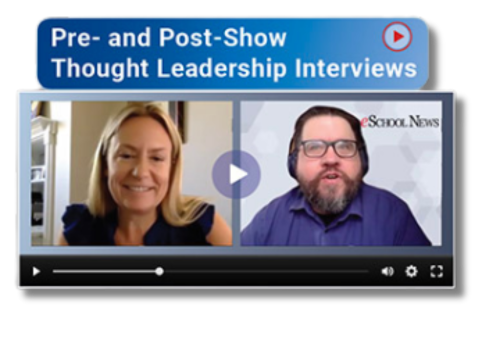 Pre- and Post-Show
Thought Leadership Interviews
eSCHOOL NEWS